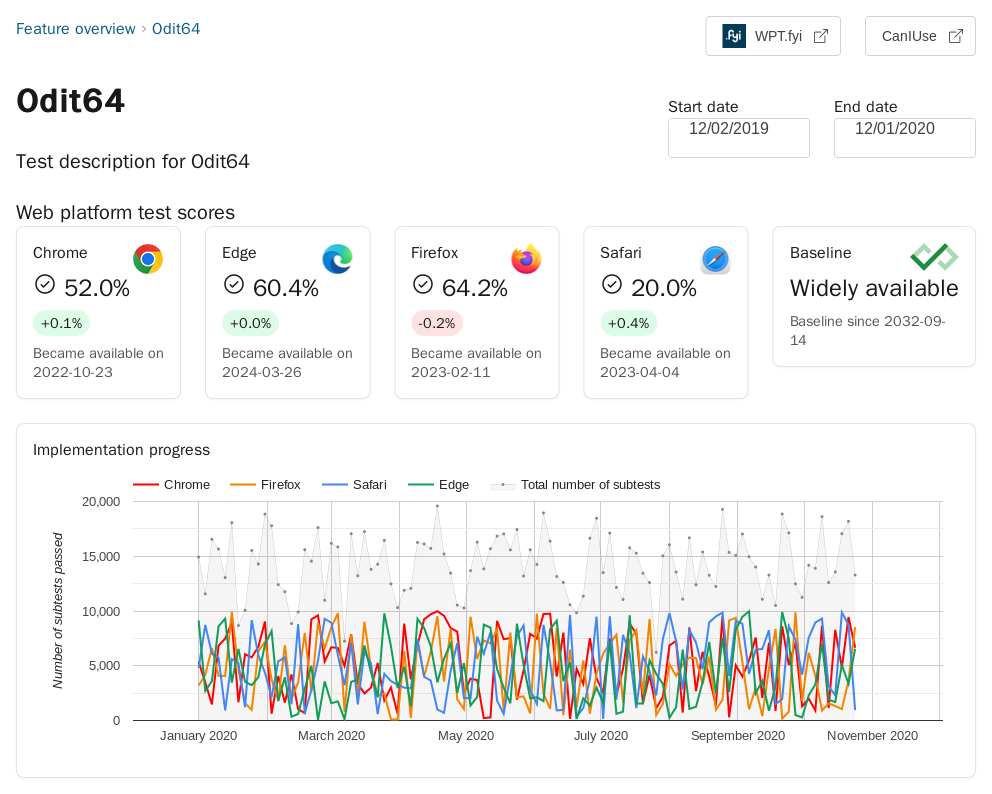 Feature overview › Odit64
.fyi WPT.fyi
CanIUse
Odit64
Start date
End date
12/02/2019
12/01/2020
Test description for Odit64
Web platform test scores
Chrome
52.0%
+0.1%
Became available on
2022-10-23
Edge
60.4%
+0.0%
Became available on
2024-03-26
Firefox
64.2%
-0.2%
Became available on
2023-02-11
Safari
20.0%
+0.4%
Became available on
2023-04-04
Baseline
Widely available
Baseline since 2032-09-
14
Implementation progress
Chrome Firefox Safari Edge Total number of subtests
Number of subtests passed
20,000
15,000
10,000
5,000
0
January 2020 March 2020 May 2020 July 2020 September 2020 November 2020